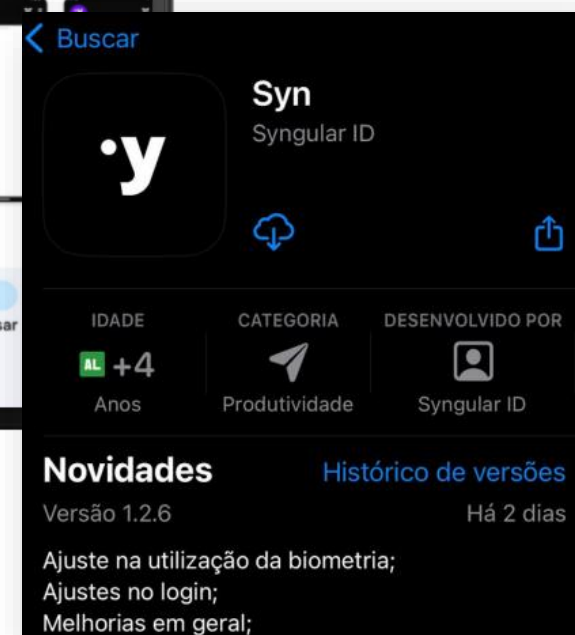 Buscar
Syn
Syngular ID
·y
sar
IDADE
CATEGORIA
DESENVOLVIDO POR
AL +4
Anos
Produtividade
Syngular ID
Novidades
Histórico de versões
Versão 1.2.6
Há 2 dias
Ajuste na utilização da biometria;
Ajustes no login;
Melhorias em geral;